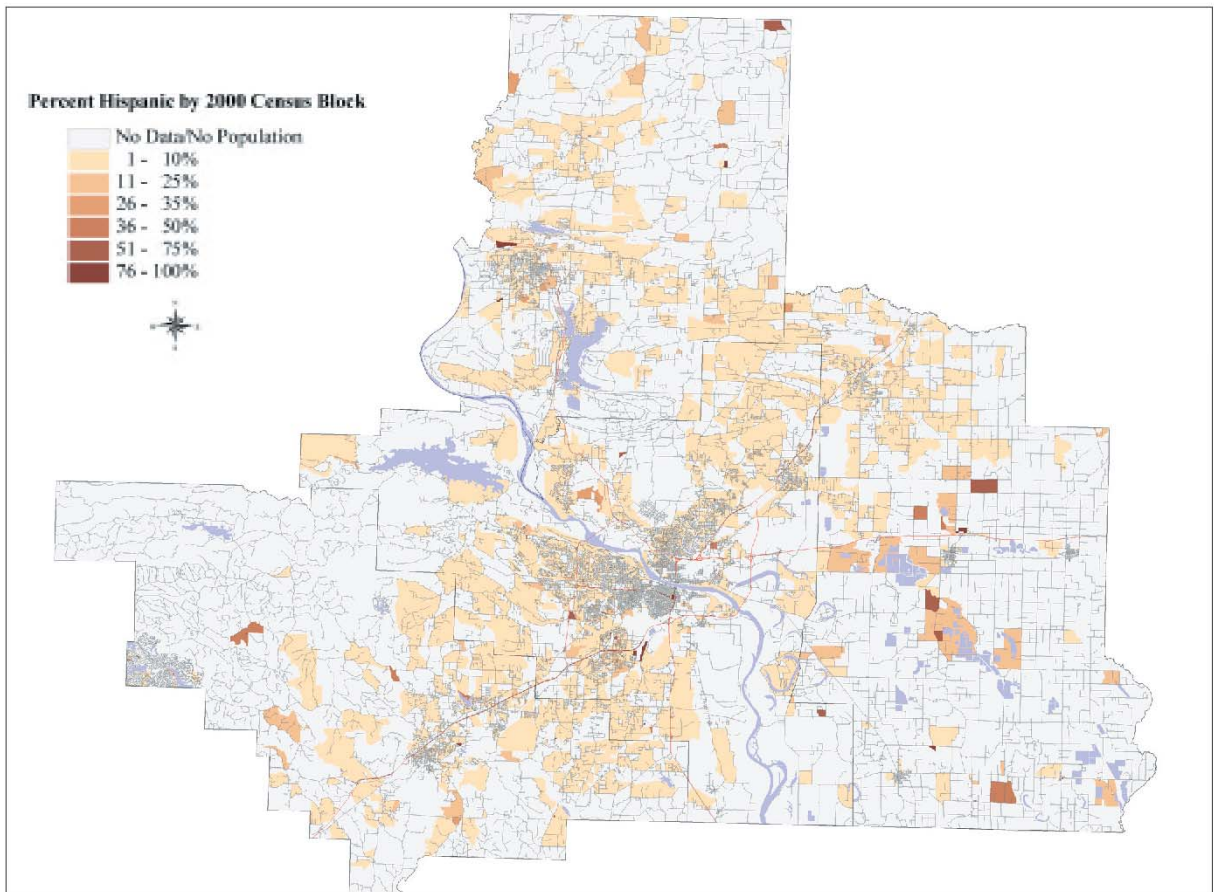 Percent Hispanic by 2000 Census Block
No Data/No Population
1 - 10%
11 - 25%
26 - 35%
36 - 50%
51 - 75%
76 - 100%